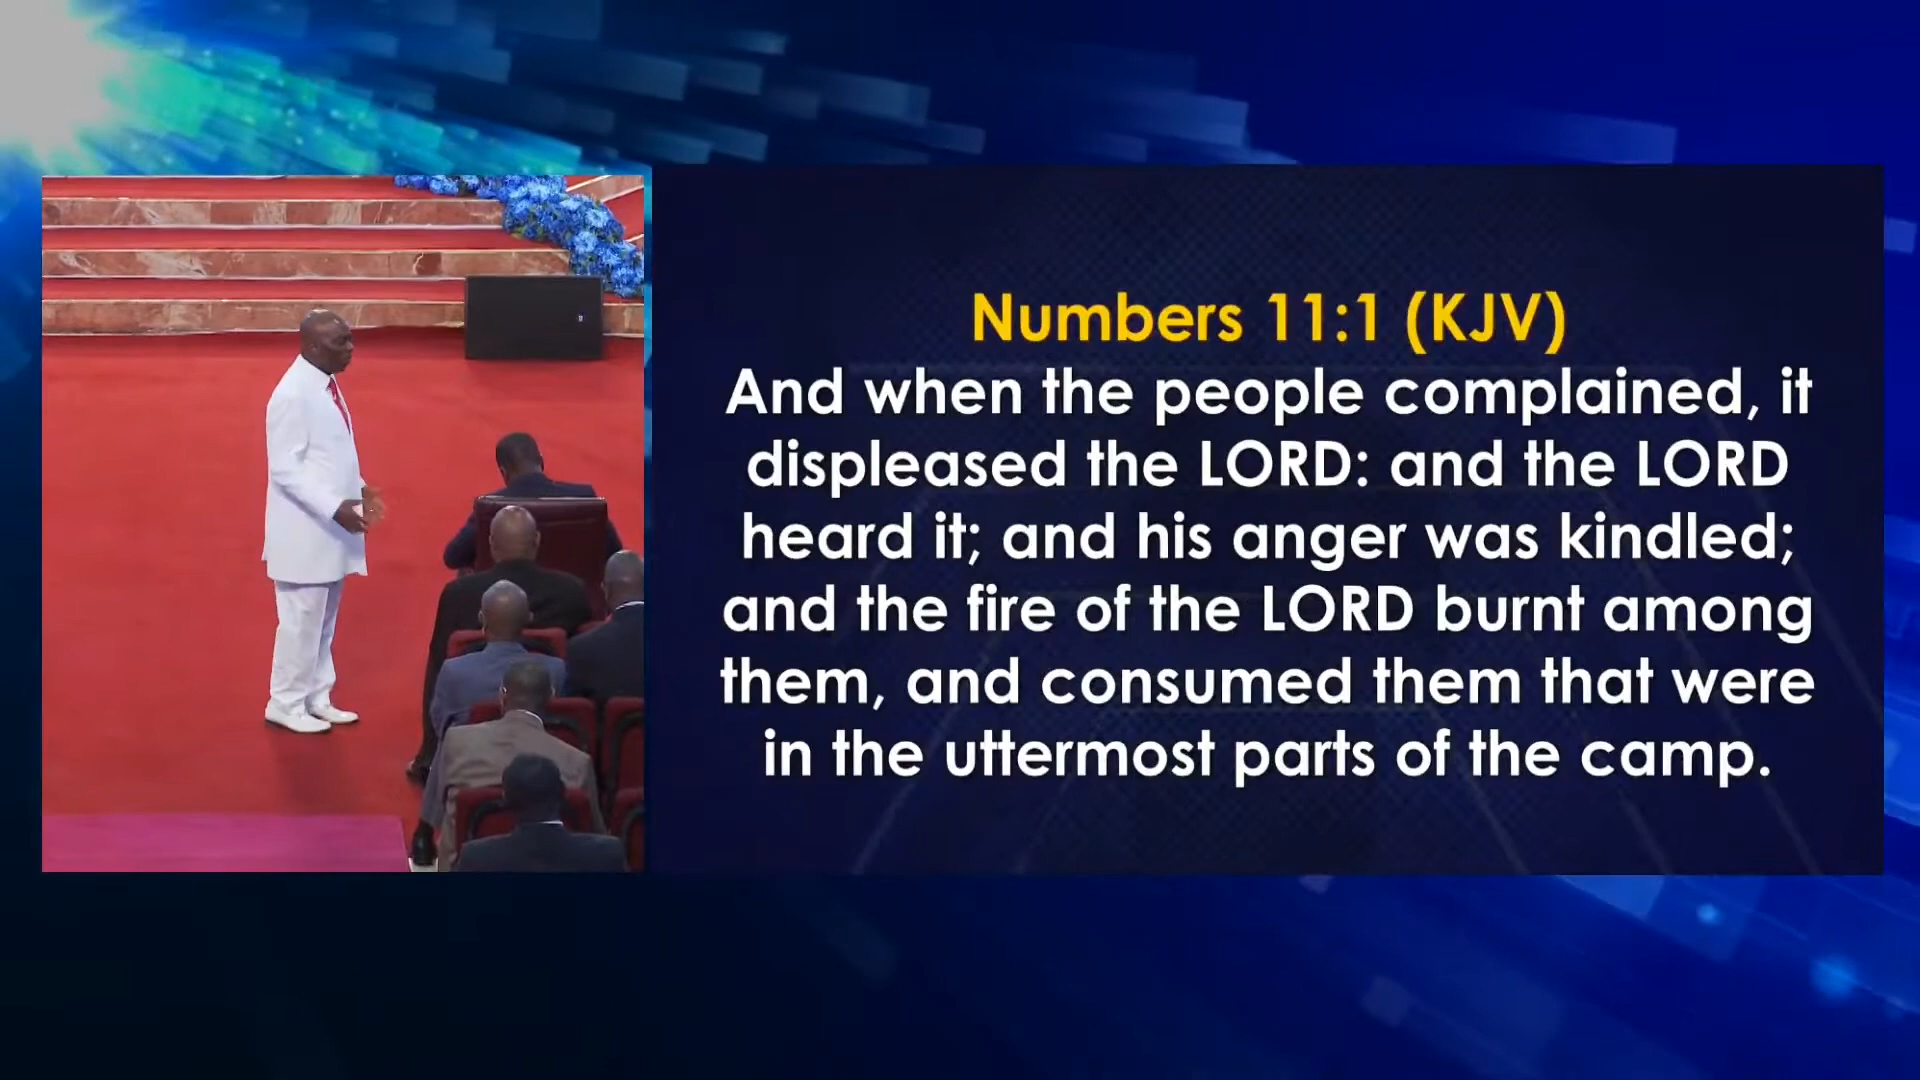 Numbers 11:1 (KJV)
And when the people complained, it
displeased the LORD: and the LORD
heard it; and his anger was kindled;
and the fire of the LORD burnt among
them, and consumed them that were
in the uttermost parts of the camp.